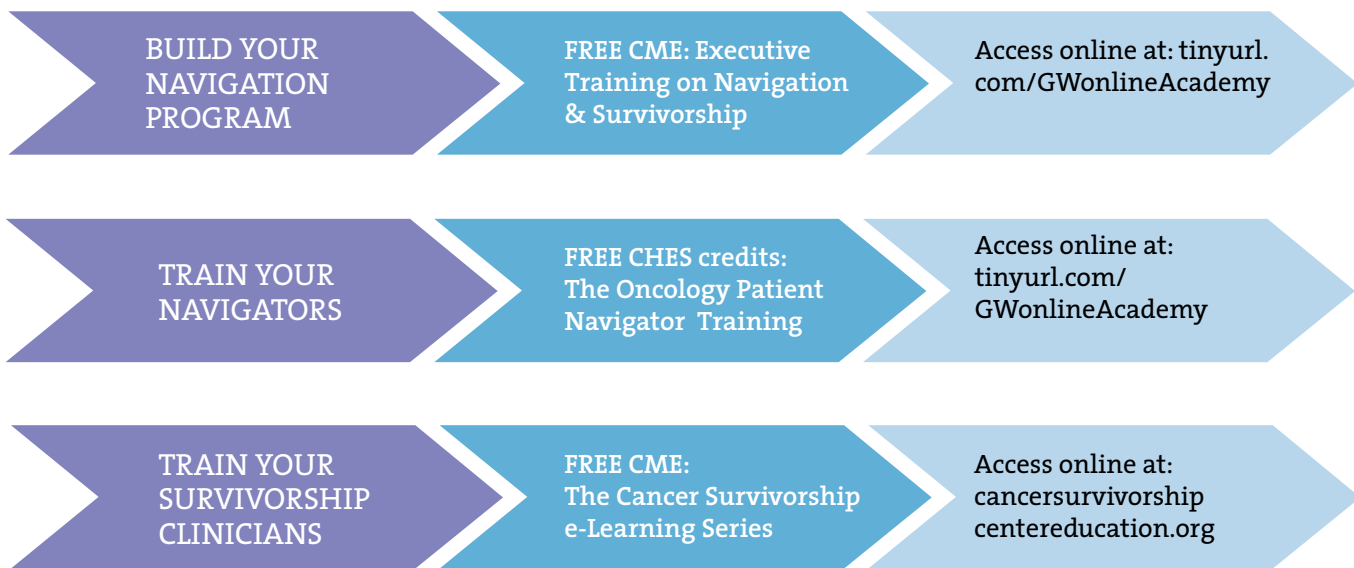 BUILD YOUR
NAVIGATION
PROGRAM
FREE CME: Executive
Training on Navigation
& Survivorship
Access online at: tinyurl.
com/GWonlineAcademy
TRAIN YOUR
NAVIGATORS
FREE CHES credits:
The Oncology Patient
Navigator Training
Access online at:
tinyurl.com/
GWonlineAcademy
TRAIN YOUR
SURVIVORSHIP
CLINICIANS
FREE CME:
The Cancer Survivorship
e-Learning Series
Access online at:
cancersurvivorship
centereducation.org